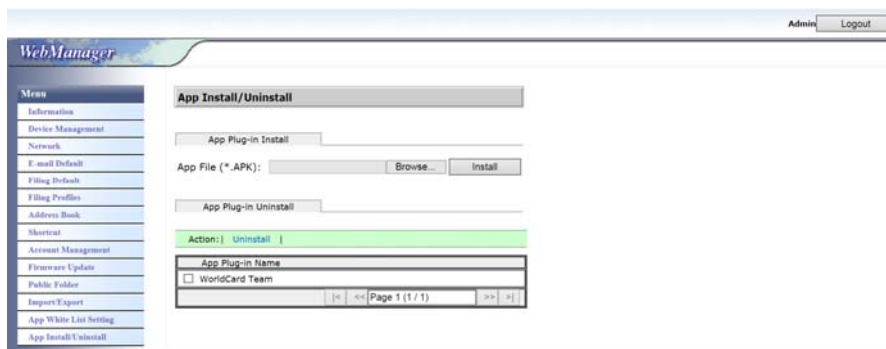 Admin Logout
WebManager
Menu
Information
Device Management
Network
E-mail Default
Filing Default
Filing Profiles
Address Book
Shortcut
Account Management
Firmware Update
Public Folder
Import/Export
App White List Setting
App Install/Uninstall
App Install/Uninstall
App Plug-in Install
App File (*.APK): Browse... Install
App Plug-in Uninstall
Action: | Uninstall |
App Plug-in Name
WorldCard Team
|< << Page 1 (1 / 1) >> >|